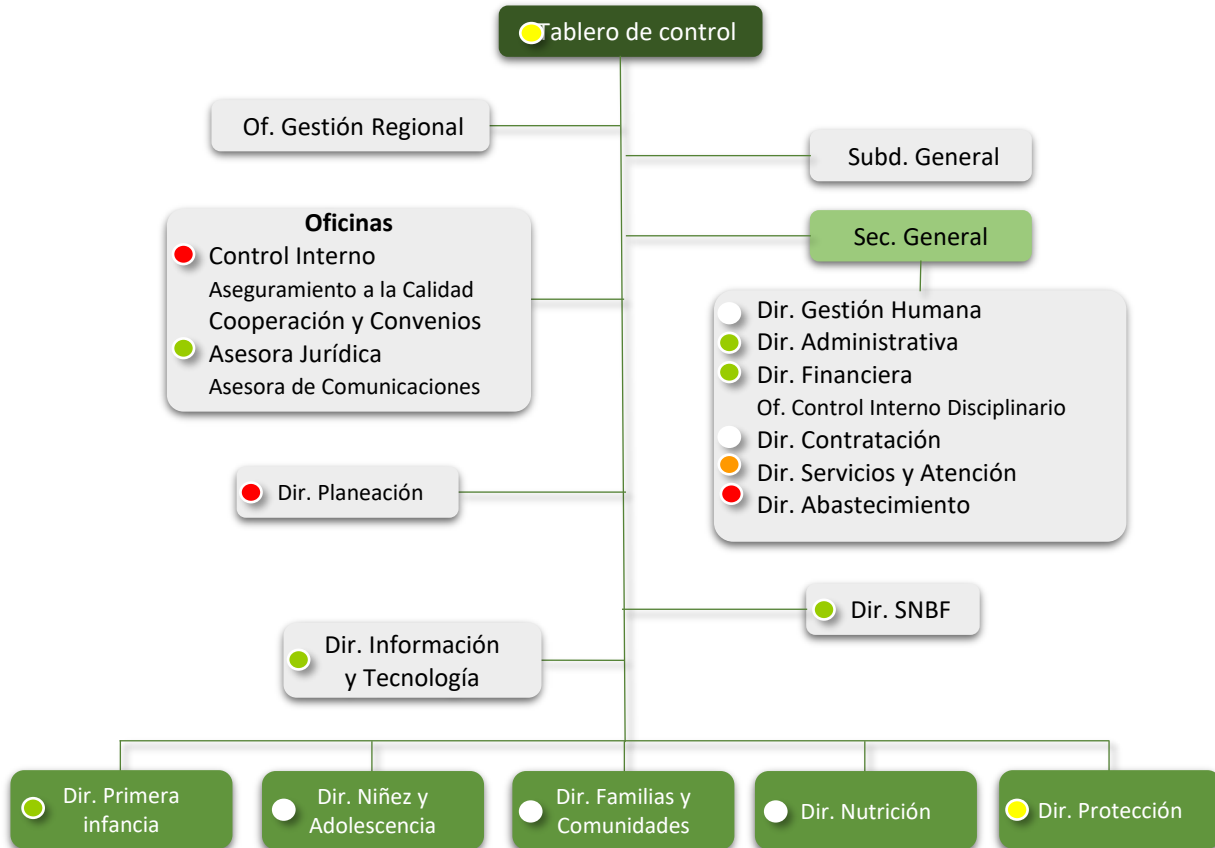 Tablero de control
Of. Gestión Regional
Subd. General
Oficinas
Control Interno
Aseguramiento a la Calidad
Cooperación y Convenios
Asesora Jurídica
Asesora de Comunicaciones
Sec. General
Dir. Gestión Humana
Dir. Administrativa
Dir. Financiera
Of. Control Interno Disciplinario
Dir. Contratación
Dir. Servicios y Atención
Dir. Abastecimiento
Dir. Planeación
Dir. SNBF
Dir. Información
y Tecnología
Dir. Primera
infancia
Dir. Niñez y
Adolescencia
Dir. Familias y
Comunidades
Dir. Nutrición
Dir. Protección